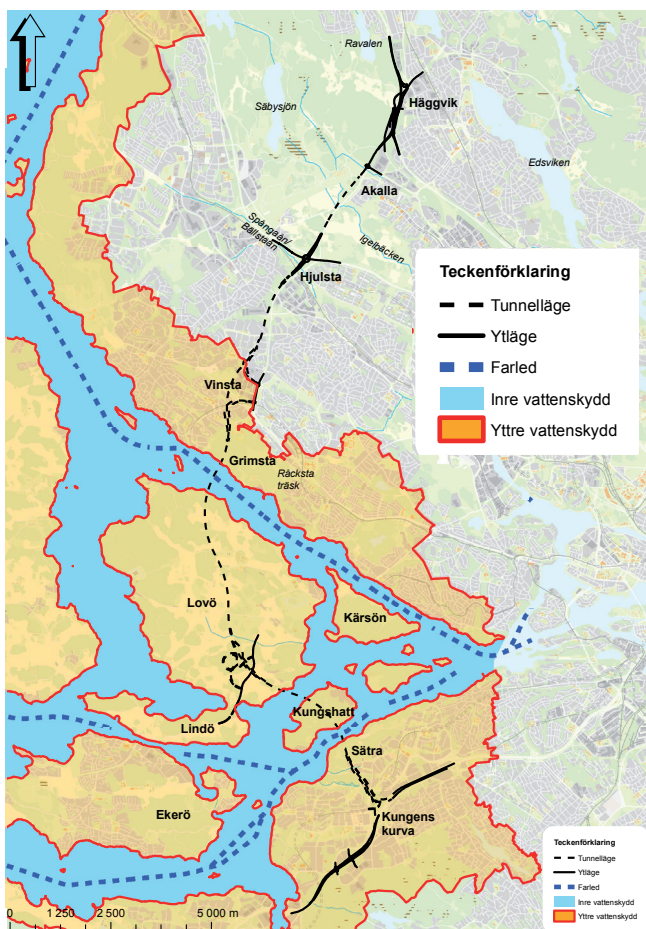 Ravalen
Häggvik
Säbysjön
Edsviken
Akalla
Spångaån/
Bällstaån
Igelbäcken
Hjulsta
Teckenförklaring
Tunnelläge
Ytläge
Farled
Inre vattenskydd
Yttre vattenskydd
Vinsta
Grimsta
Råcksta
träsk
Lovö
Kärsön
Kungshatt
Lindö
Sätra
Ekerö
Kungens
kurva
Teckenförklaring
Tunnelläge
Ytläge
Farled
Inre vattenskydd
Yttre vattenskydd
0 1 250 2 500 5 000 m